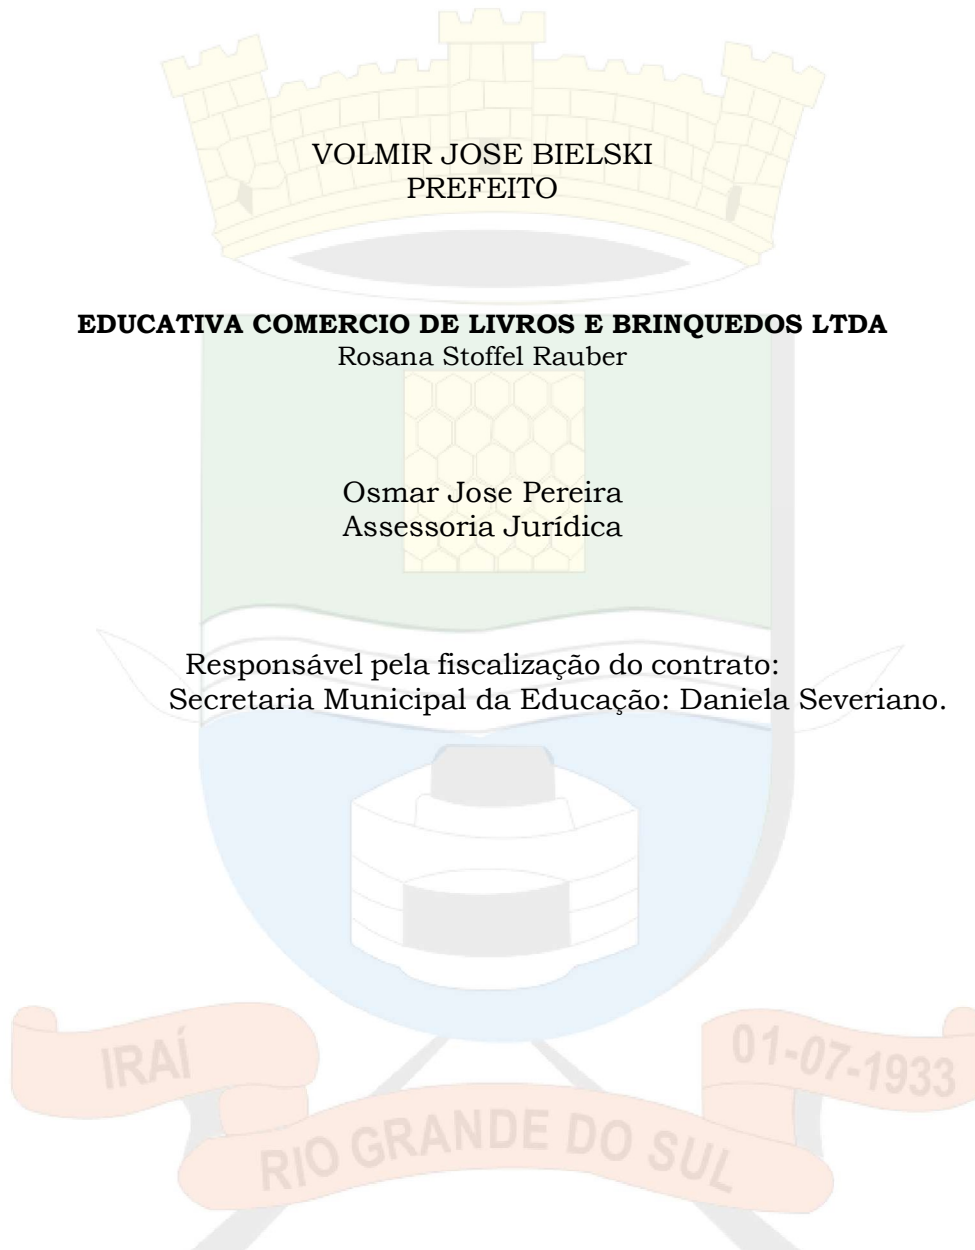 VOLMIR JOSE BIELSKI
PREFEITO
EDUCATIVA COMERCIO DE LIVROS E BRINQUEDOS LTDA
Rosana Stoffel Rauber
Osmar Jose Pereira
Assessoria Jurídica
Responsável pela fiscalização do contrato:
Secretaria Municipal da Educação: Daniela Severiano.
IRAÍ
01-07-1933
RIO GRANDE DO SUL